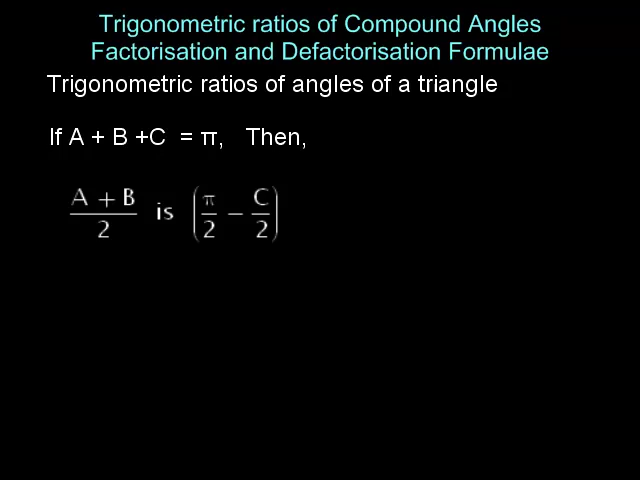 Trigonometric ratios of Compound Angles
Factorisation and Defactorisation Formulae
Trigonometric ratios of angles of a triangle
If A + B +C = π, Then,
(A + B)/2 is (π/2 − C/2)